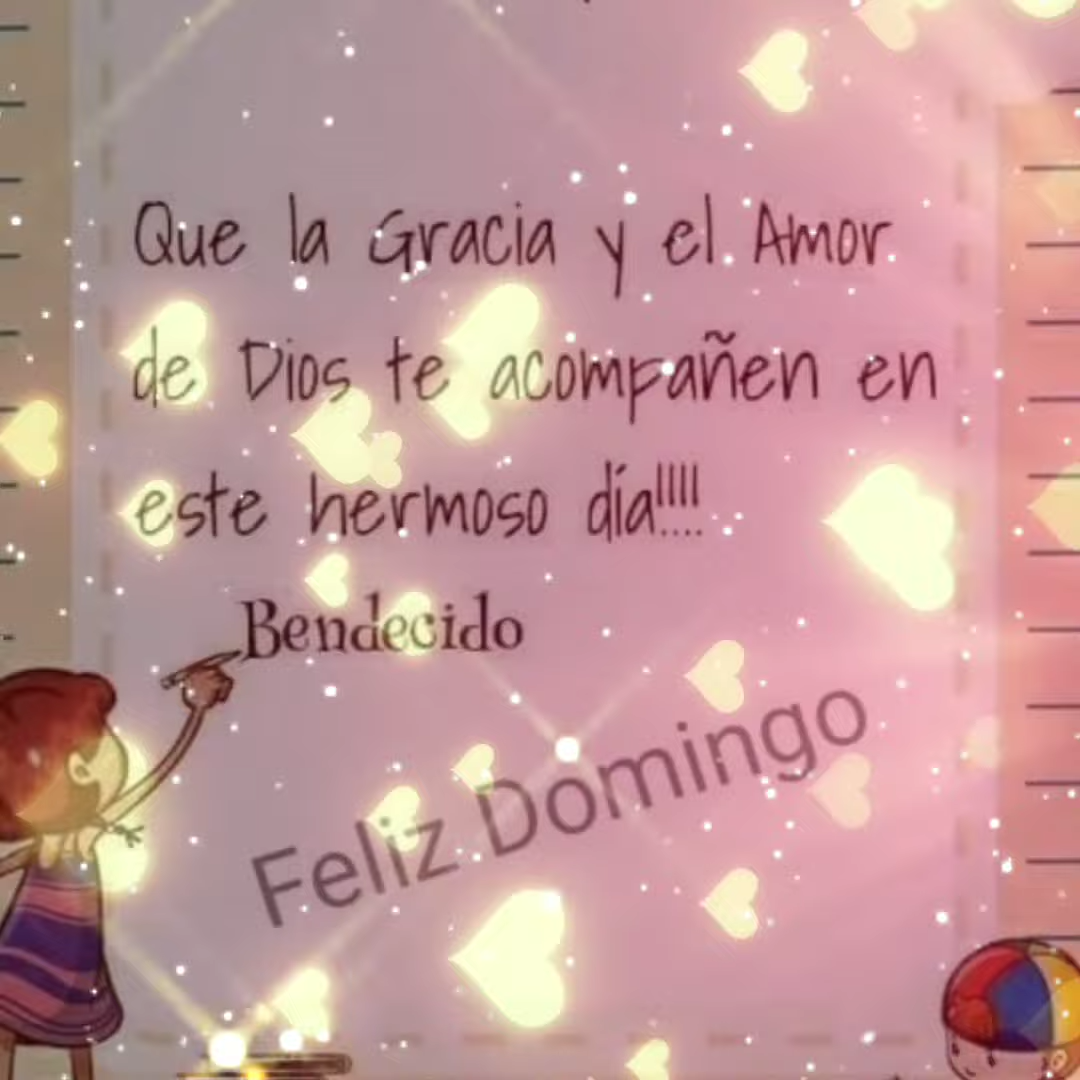 Que la Gracia y el Amor
de Dios te acompañen en
este hermoso día!!!!
Bendecido
Feliz Domingo